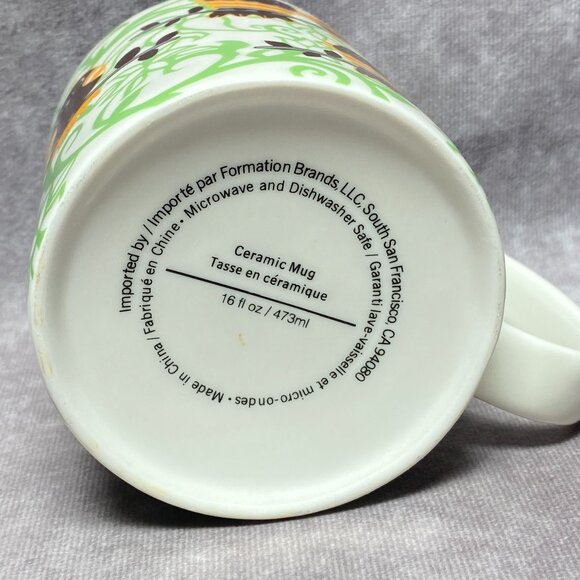 Imported by / Importé par Formation Brands, LLC, South San Francisco, CA 94080
Made in China / Fabriqué en Chine • Microwave and Dishwasher Safe / Garanti lave-vaisselle et micro-ondes •
Ceramic Mug
Tasse en céramique
16 fl oz / 473ml